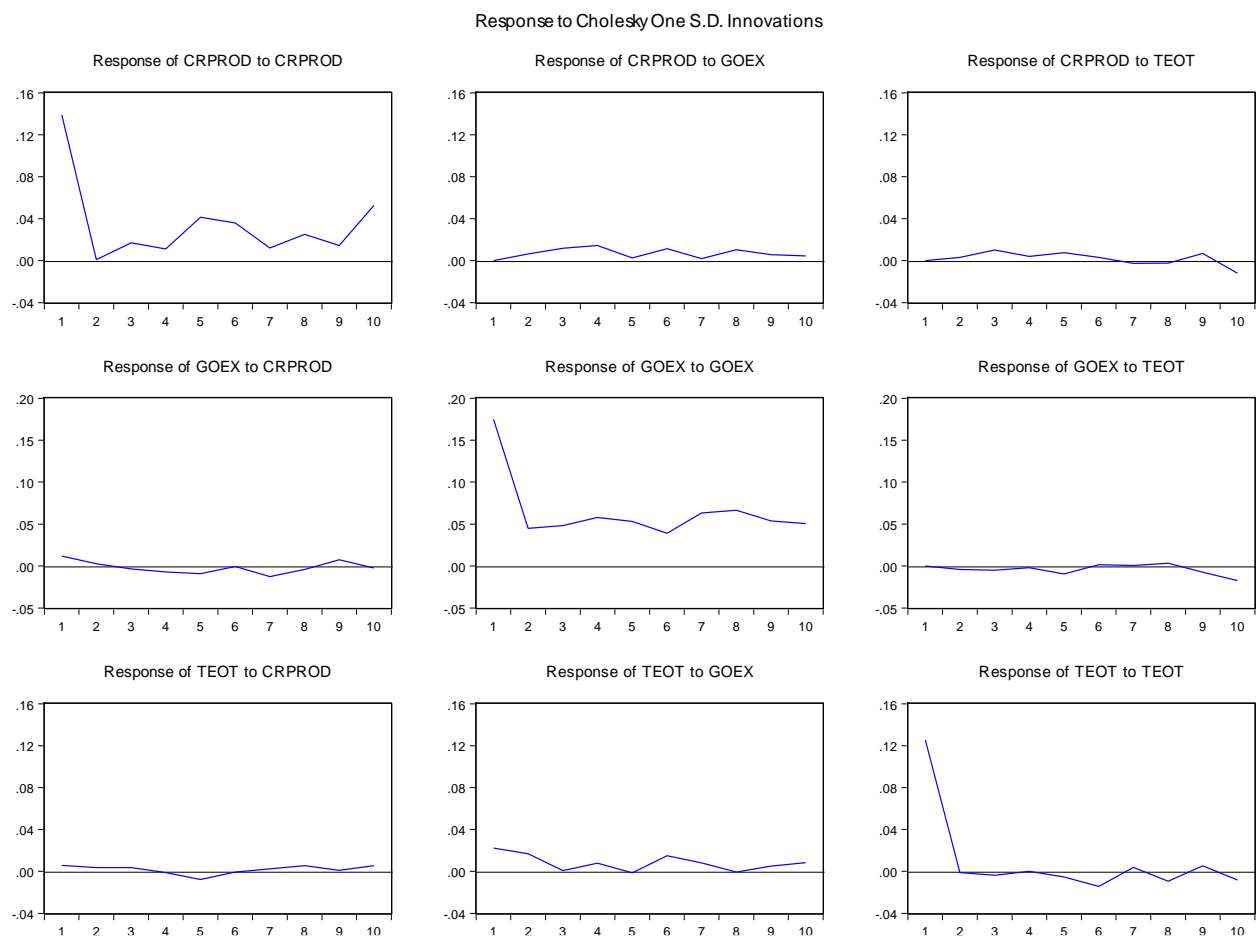 Response to Cholesky One S.D. Innovations
Response of CRPROD to CRPROD
Response of CRPROD to GOEX
Response of CRPROD to TEOT
.16
.12
.08
.04
.00
-.04
1 2 3 4 5 6 7 8 9 10
.16
.12
.08
.04
.00
-.04
1 2 3 4 5 6 7 8 9 10
.16
.12
.08
.04
.00
-.04
1 2 3 4 5 6 7 8 9 10
Response of GOEX to CRPROD
Response of GOEX to GOEX
Response of GOEX to TEOT
.20
.15
.10
.05
.00
-.05
1 2 3 4 5 6 7 8 9 10
.20
.15
.10
.05
.00
-.05
1 2 3 4 5 6 7 8 9 10
.20
.15
.10
.05
.00
-.05
1 2 3 4 5 6 7 8 9 10
Response of TEOT to CRPROD
Response of TEOT to GOEX
Response of TEOT to TEOT
.16
.12
.08
.04
.00
-.04
1 2 3 4 5 6 7 8 9 10
.16
.12
.08
.04
.00
-.04
1 2 3 4 5 6 7 8 9 10
.16
.12
.08
.04
.00
-.04
1 2 3 4 5 6 7 8 9 10